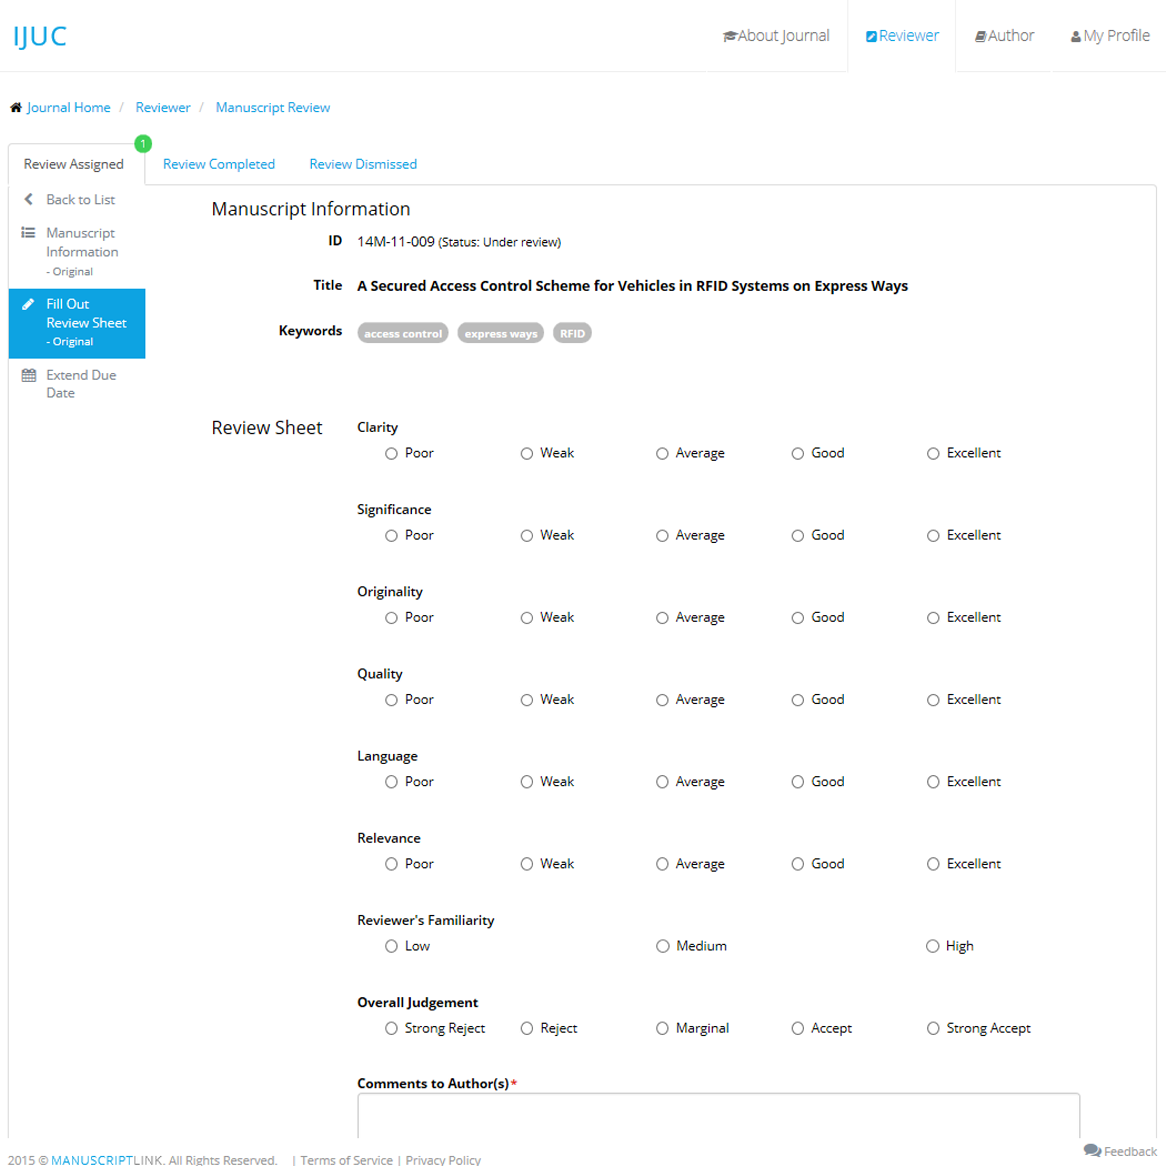 IJUC
About Journal
Reviewer
Author
My Profile
Journal Home / Reviewer / Manuscript Review
1
Review Assigned
Review Completed
Review Dismissed
Back to List
Manuscript
Information
- Original
Fill Out
Review Sheet
- Original
Extend Due
Date
Manuscript Information
ID 14M-11-009 (Status: Under review)
Title A Secured Access Control Scheme for Vehicles in RFID Systems on Express Ways
Keywords access control express ways RFID
Review Sheet
Clarity
Poor Weak Average Good Excellent
Significance
Poor Weak Average Good Excellent
Originality
Poor Weak Average Good Excellent
Quality
Poor Weak Average Good Excellent
Language
Poor Weak Average Good Excellent
Relevance
Poor Weak Average Good Excellent
Reviewer's Familiarity
Low Medium High
Overall Judgement
Strong Reject Reject Marginal Accept Strong Accept
Comments to Author(s)*
Feedback
2015 © MANUSCRIPTLINK. All Rights Reserved. | Terms of Service | Privacy Policy